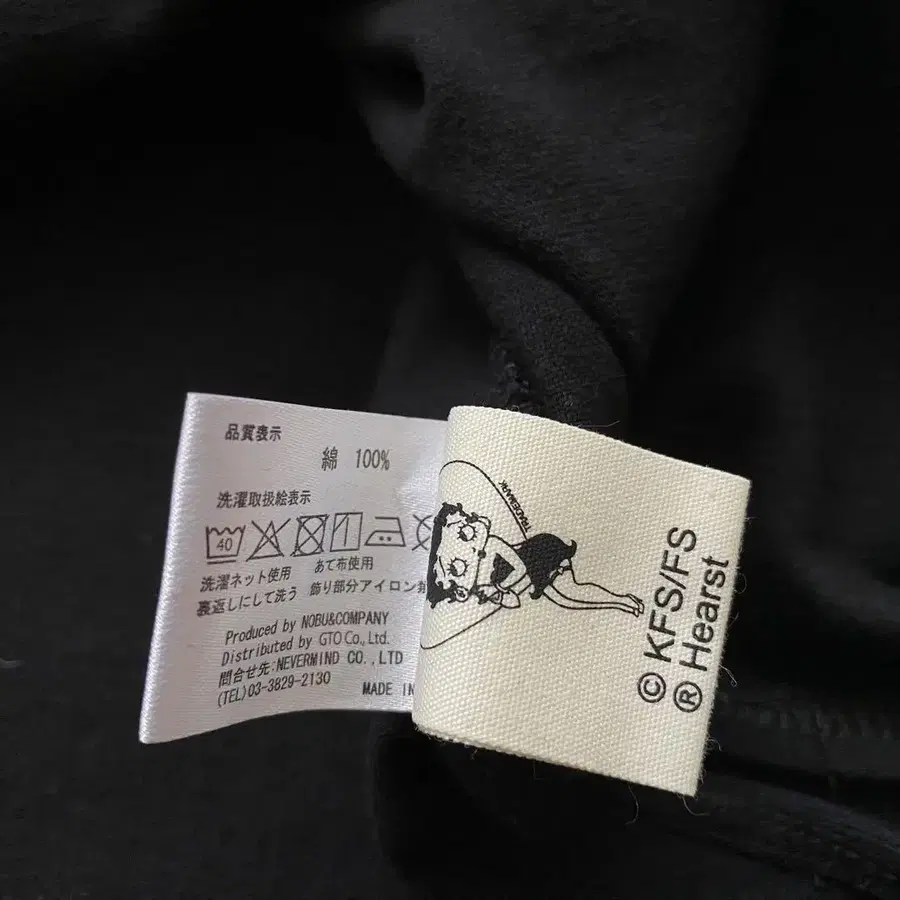 品質表示
綿 100%
洗濯取扱絵表示
40
洗濯ネット使用 あて布使用
裏返しにして洗う 飾り部分アイロン
Produced by NOBU&COMPANY
Distributed by GTO Co., Ltd.
問合せ先:NEVERMIND CO.,LTD
(TEL)03-3829-2130
MADE IN
TRADEMARK
© KFS/FS
® Hearst